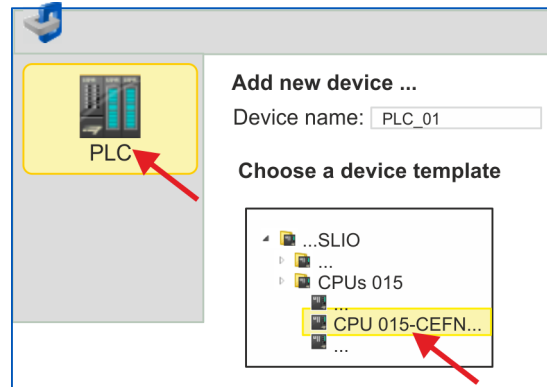 PLC
Add new device ...
Device name: PLC_01
Choose a device template
...SLIO
...
CPUs 015
...
CPU 015-CEFN...
...